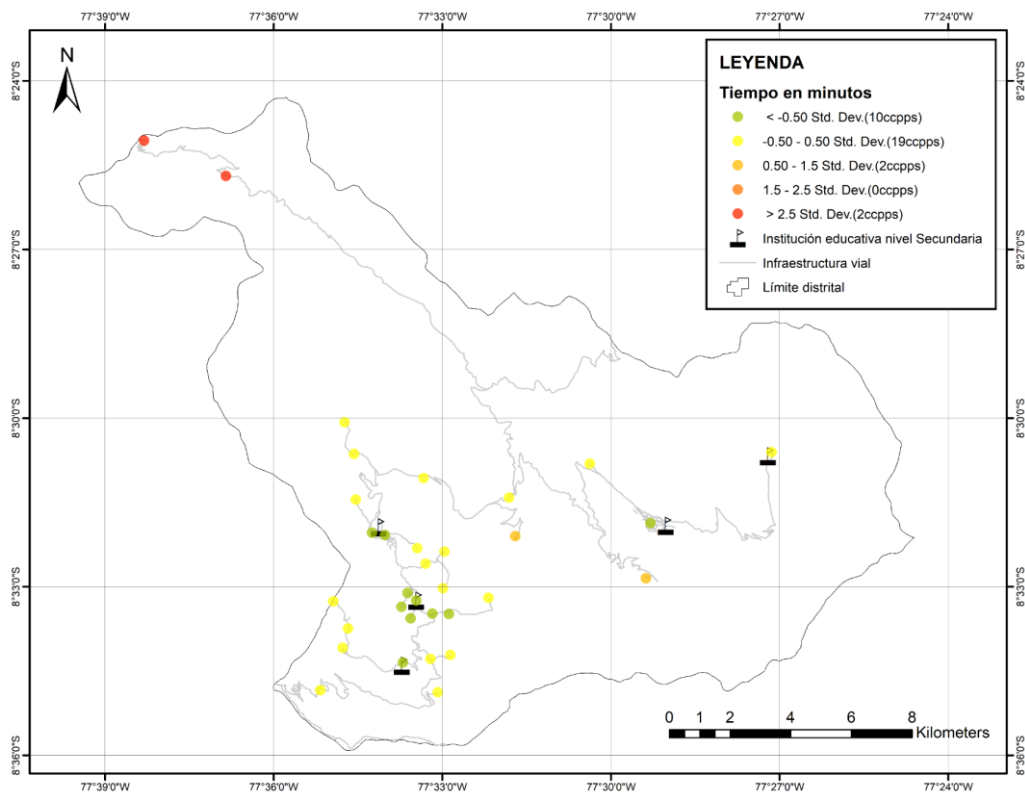 77°39'0"W 77°36'0"W 77°33'0"W 77°30'0"W 77°27'0"W 77°24'0"W
N
LEYENDA
Tiempo en minutos
< -0.50 Std. Dev.(10ccpps)
-0.50 - 0.50 Std. Dev.(19ccpps)
0.50 - 1.5 Std. Dev.(2ccpps)
1.5 - 2.5 Std. Dev.(0ccpps)
> 2.5 Std. Dev.(2ccpps)
Institución educativa nivel Secundaria
Infraestructura vial
Límite distrital
8°24'0"S 8°24'0"S
8°27'0"S 8°27'0"S
8°30'0"S 8°30'0"S
8°33'0"S 8°33'0"S
8°36'0"S 8°36'0"S
0 1 2 4 6 8
Kilometers
77°39'0"W 77°36'0"W 77°33'0"W 77°30'0"W 77°27'0"W 77°24'0"W